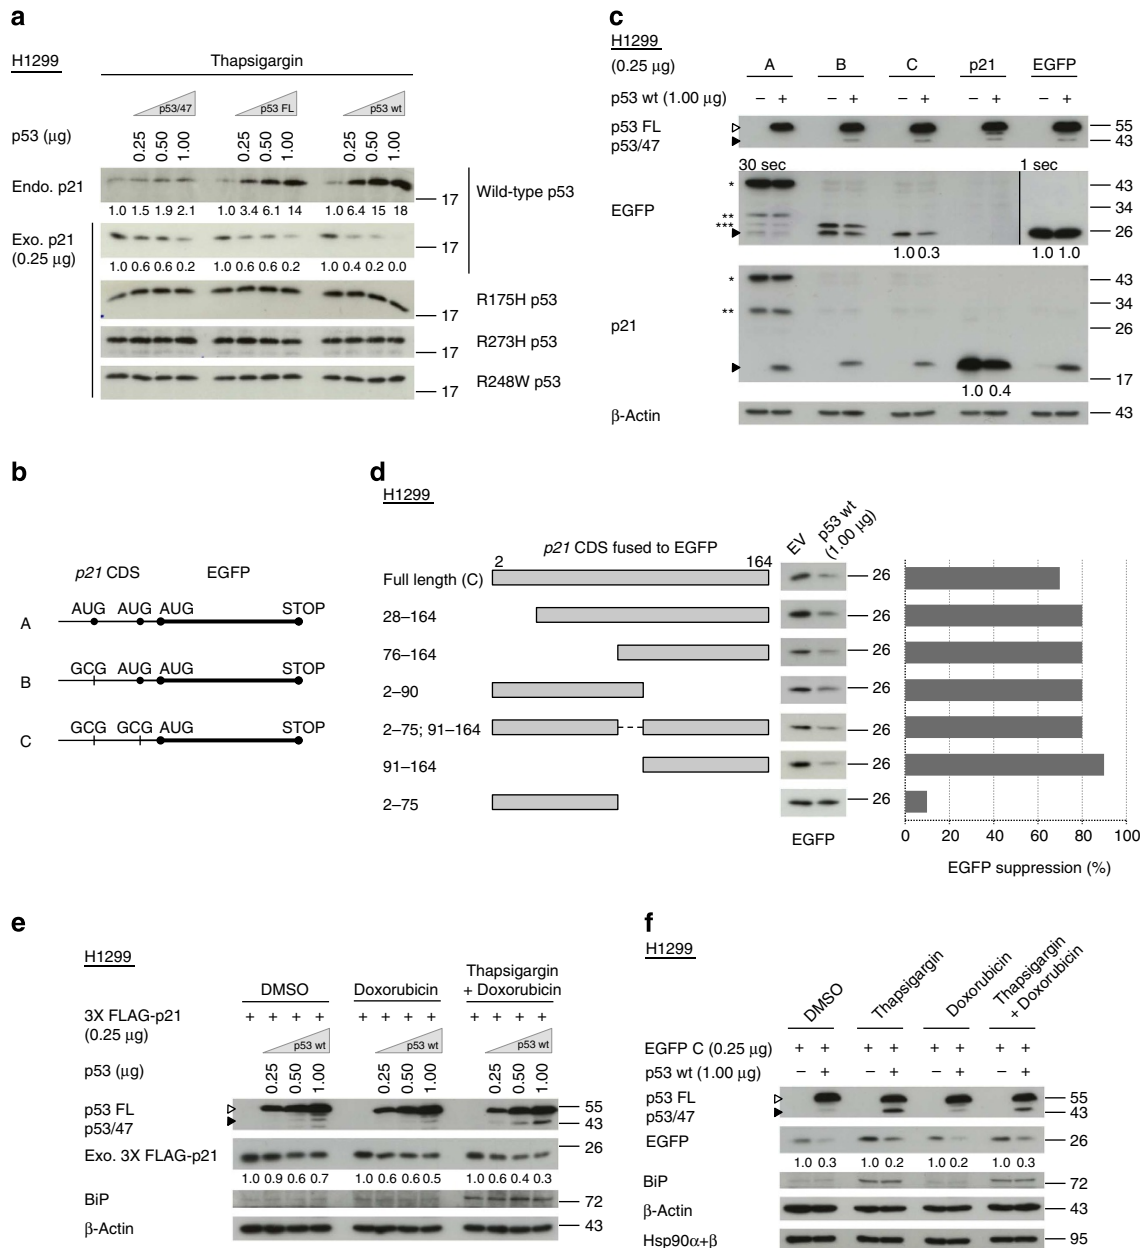 a
H1299
Thapsigargin
p53/47
p53 FL
p53 wt
p53 (µg)
0.25 0.50 1.00 0.25 0.50 1.00 0.25 0.50 1.00
Endo. p21
17
1.0 1.5 1.9 2.1 1.0 3.4 6.1 14 1.0 6.4 15 18
Wild-type p53
Exo. p21
(0.25 µg)
17
1.0 0.6 0.6 0.2 1.0 0.6 0.6 0.2 1.0 0.4 0.2 0.0
17
R175H p53
17
R273H p53
17
R248W p53
c
H1299
(0.25 µg) A B C p21 EGFP
p53 wt (1.00 µg) – + – + – + – + – +
p53 FL
p53/47
55
43
30 sec
1 sec
EGFP
*
**
***
43
34
26
1.0 0.3
1.0 1.0
p21
*
**
43
34
26
17
1.0 0.4
β-Actin
43
b
p21 CDS EGFP
A AUG AUG AUG STOP
B GCG AUG AUG STOP
C GCG GCG AUG STOP
d
H1299
p21 CDS fused to EGFP
2 164
EV
p53 wt
(1.00 µg)
Full length (C)
26
28–164
26
76–164
26
2–90
26
2–75; 91–164
26
91–164
26
2–75
26
EGFP
0 20 40 60 80 100
EGFP suppression (%)
e
H1299
DMSO
Doxorubicin
Thapsigargin
+ Doxorubicin
3X FLAG-p21
(0.25 µg)
+ + + + + + + + + + + +
p53 wt
p53 wt
p53 wt
p53 (µg)
0.25 0.50 1.00 0.25 0.50 1.00 0.25 0.50 1.00
p53 FL
p53/47
55
43
Exo. 3X FLAG-p21
26
1.0 0.9 0.6 0.7 1.0 0.6 0.6 0.5 1.0 0.6 0.4 0.3
BiP
72
β-Actin
43
f
H1299
DMSO
Thapsigargin
Doxorubicin
Thapsigargin
+ Doxorubicin
EGFP C (0.25 µg) + + + + + + + +
p53 wt (1.00 µg) – + – + – + – +
p53 FL
p53/47
55
43
EGFP
26
1.0 0.3 1.0 0.2 1.0 0.2 1.0 0.3
BiP
72
β-Actin
43
Hsp90α+β
95